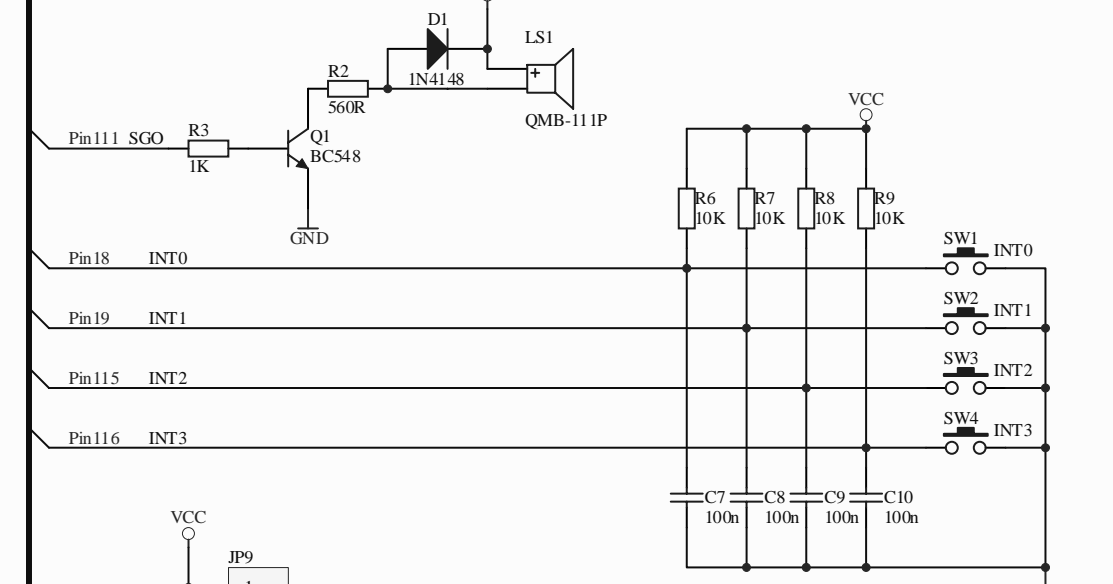 D1
LS1
R2
1N4148
560R
QMB-111P
VCC
Pin111 SGO
R3
Q1
1K
BC548
R6
R7
R8
R9
10K
10K
10K
10K
GND
SW1
Pin18
INT0
INT0
SW2
Pin19
INT1
INT1
SW3
Pin115
INT2
INT2
SW4
Pin116
INT3
INT3
C7
C8
C9
C10
100n
100n
100n
100n
VCC
JP9
1